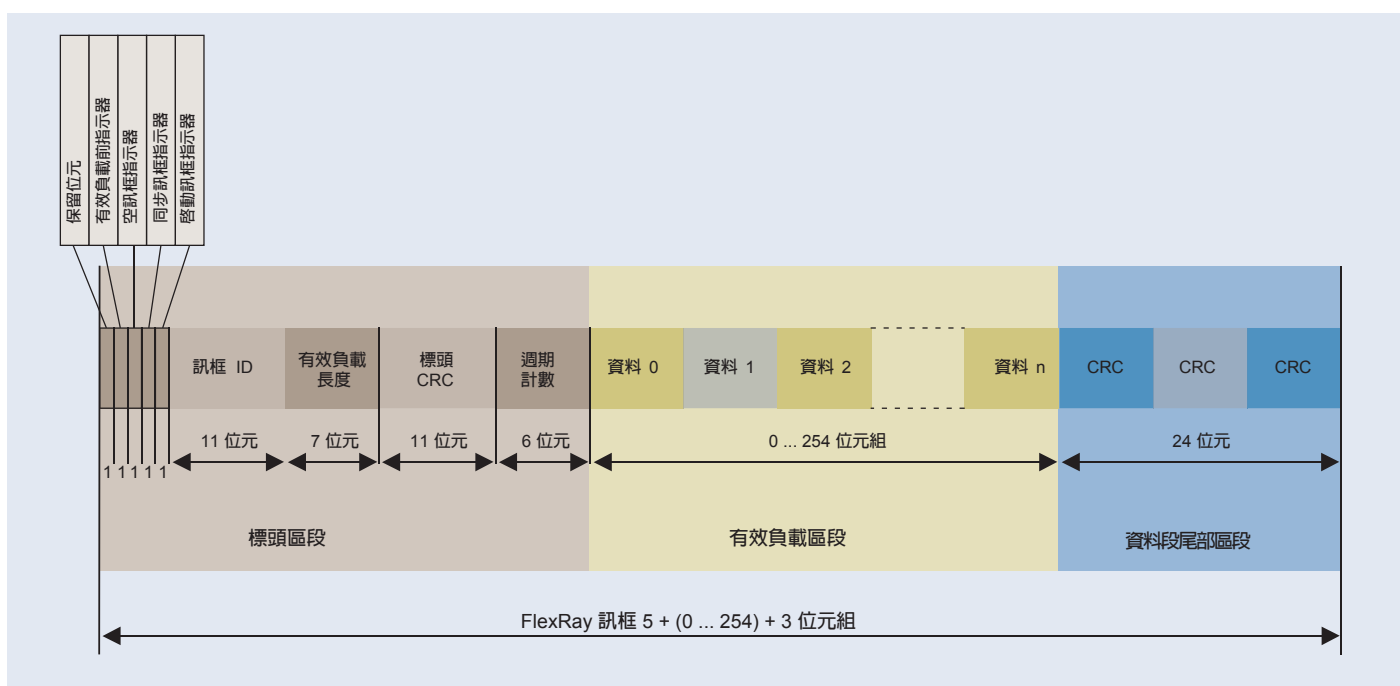 保留位元
有效負載前指示器
空訊框指示器
同步訊框指示器
啓動訊框指示器
訊框 ID
有效負載
長度
標頭
CRC
週期
計數
資料 0
資料 1
資料 2
資料 n
CRC
CRC
CRC
1 1 1 1 1
11 位元
7 位元
11 位元
6 位元
0 ... 254 位元組
24 位元
標頭區段
有效負載區段
資料段尾部區段
FlexRay 訊框 5 + (0 ... 254) + 3 位元組